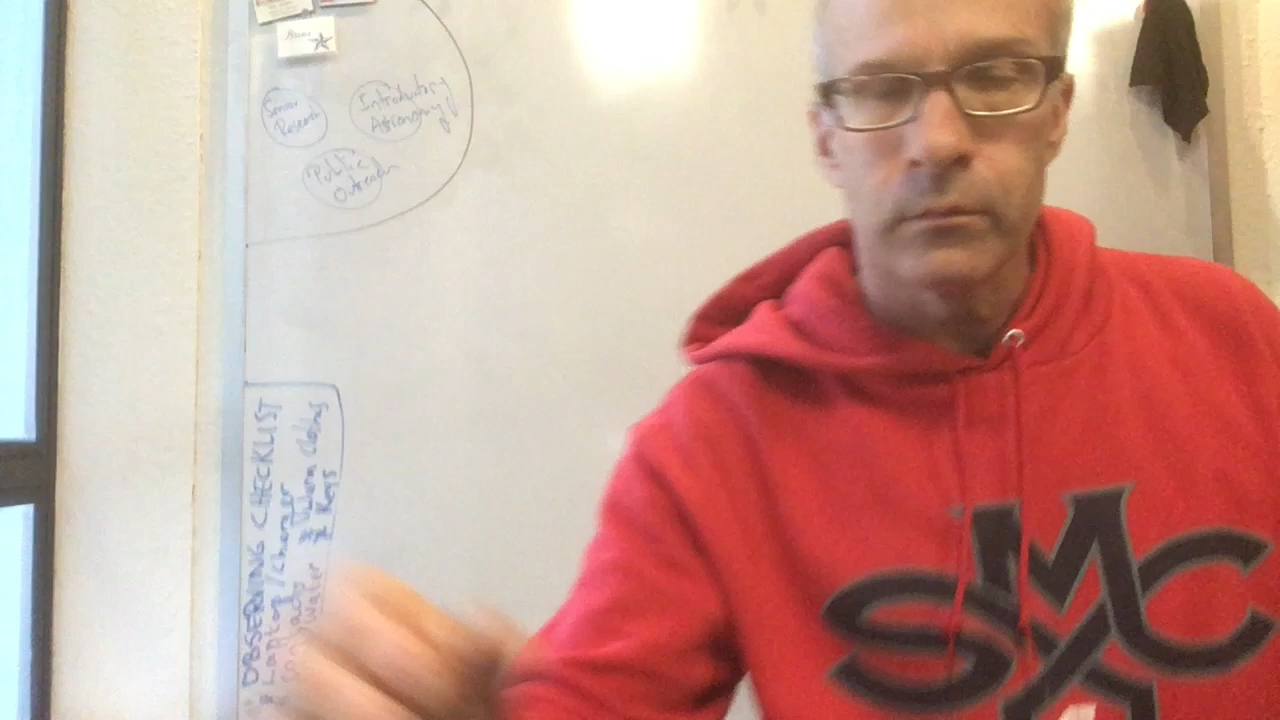 Senior
Research
Introductory
Astronomy
Public
Outreach
OBSERVING CHECKLIST
* Laptop/Charger
* Water
* Warm clothes
* Keys
SMC